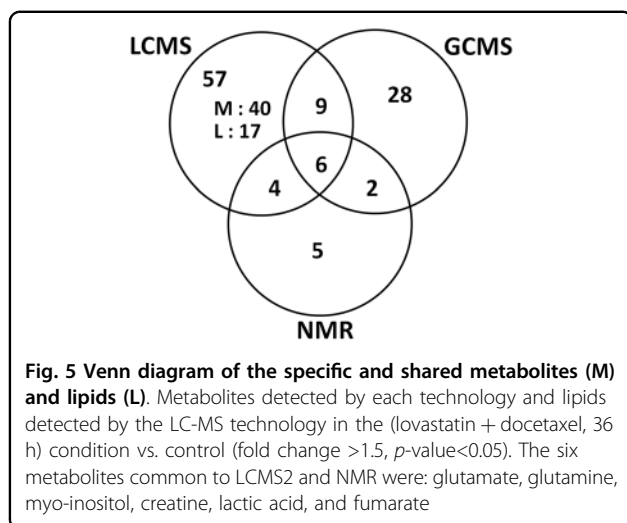 LCMS
GCMS
57
M : 40
L : 17
9
28
6
4
2
5
NMR
Fig. 5 Venn diagram of the specific and shared metabolites (M)
and lipids (L). Metabolites detected by each technology and lipids
detected by the LC-MS technology in the (lovastatin + docetaxel, 36
h) condition vs. control (fold change >1.5, p-value<0.05). The six
metabolites common to LCMS2 and NMR were: glutamate, glutamine,
myo-inositol, creatine, lactic acid, and fumarate